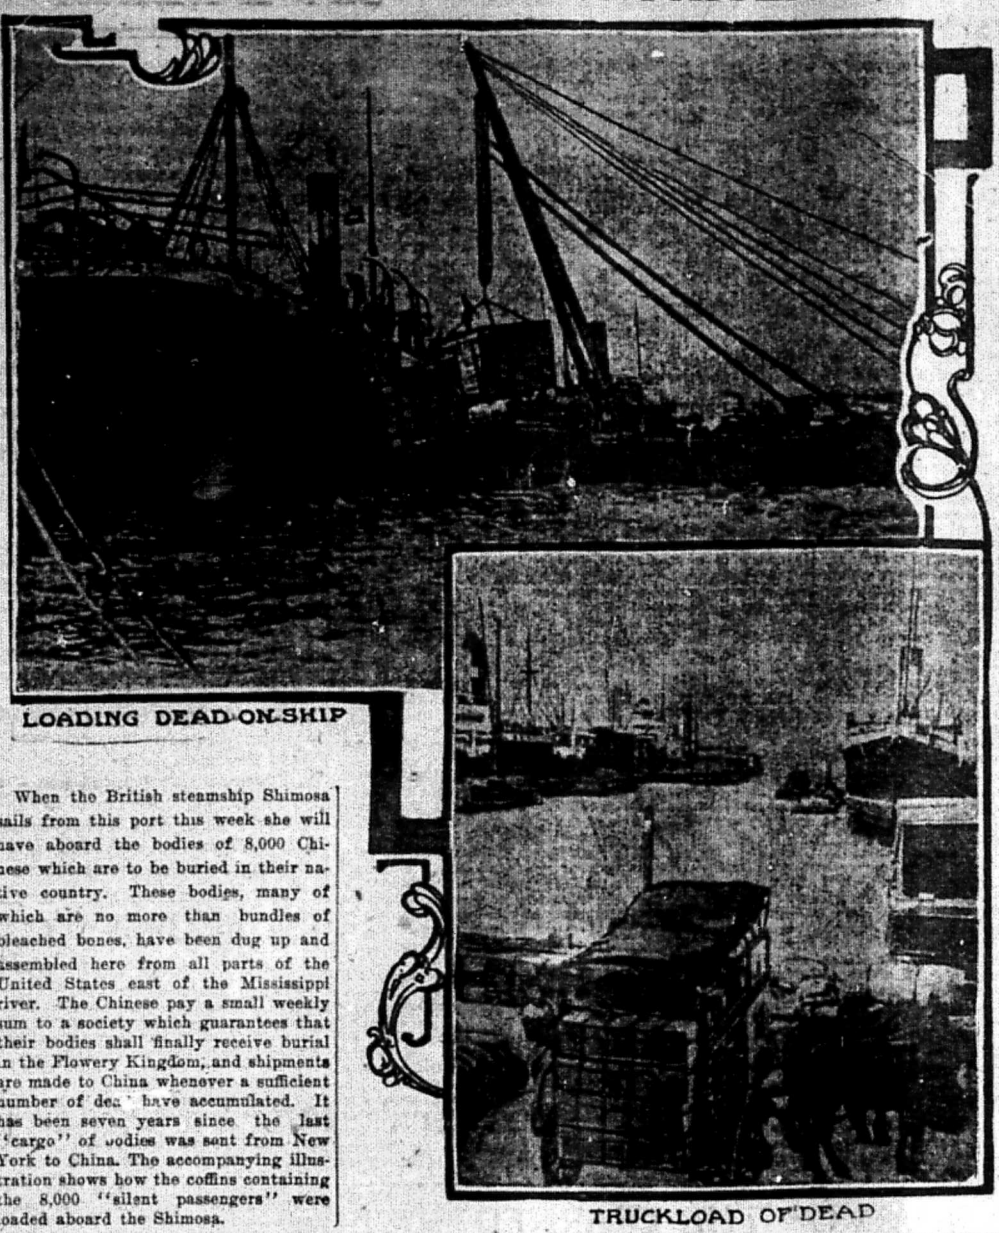 LOADING DEAD ON SHIP
When the British steamship Shimosa
sails from this port this week she will
have aboard the bodies of 8,000 Chi-
nese which are to be buried in their na-
tive country. These bodies, many of
which are no more than bundles of
bleached bones, have been dug up and
assembled here from all parts of the
United States east of the Mississippi
river. The Chinese pay a small weekly
sum to a society which guarantees that
their bodies shall finally receive burial
in the Flowery Kingdom, and shipments
are made to China whenever a sufficient
number of dea have accumulated. It
has been seven years since the last
"cargo" of bodies was sent from New
York to China. The accompanying illus-
tration shows how the coffins containing
the 8,000 "silent passengers" were
loaded aboard the Shimosa.
TRUCKLOAD OF DEAD